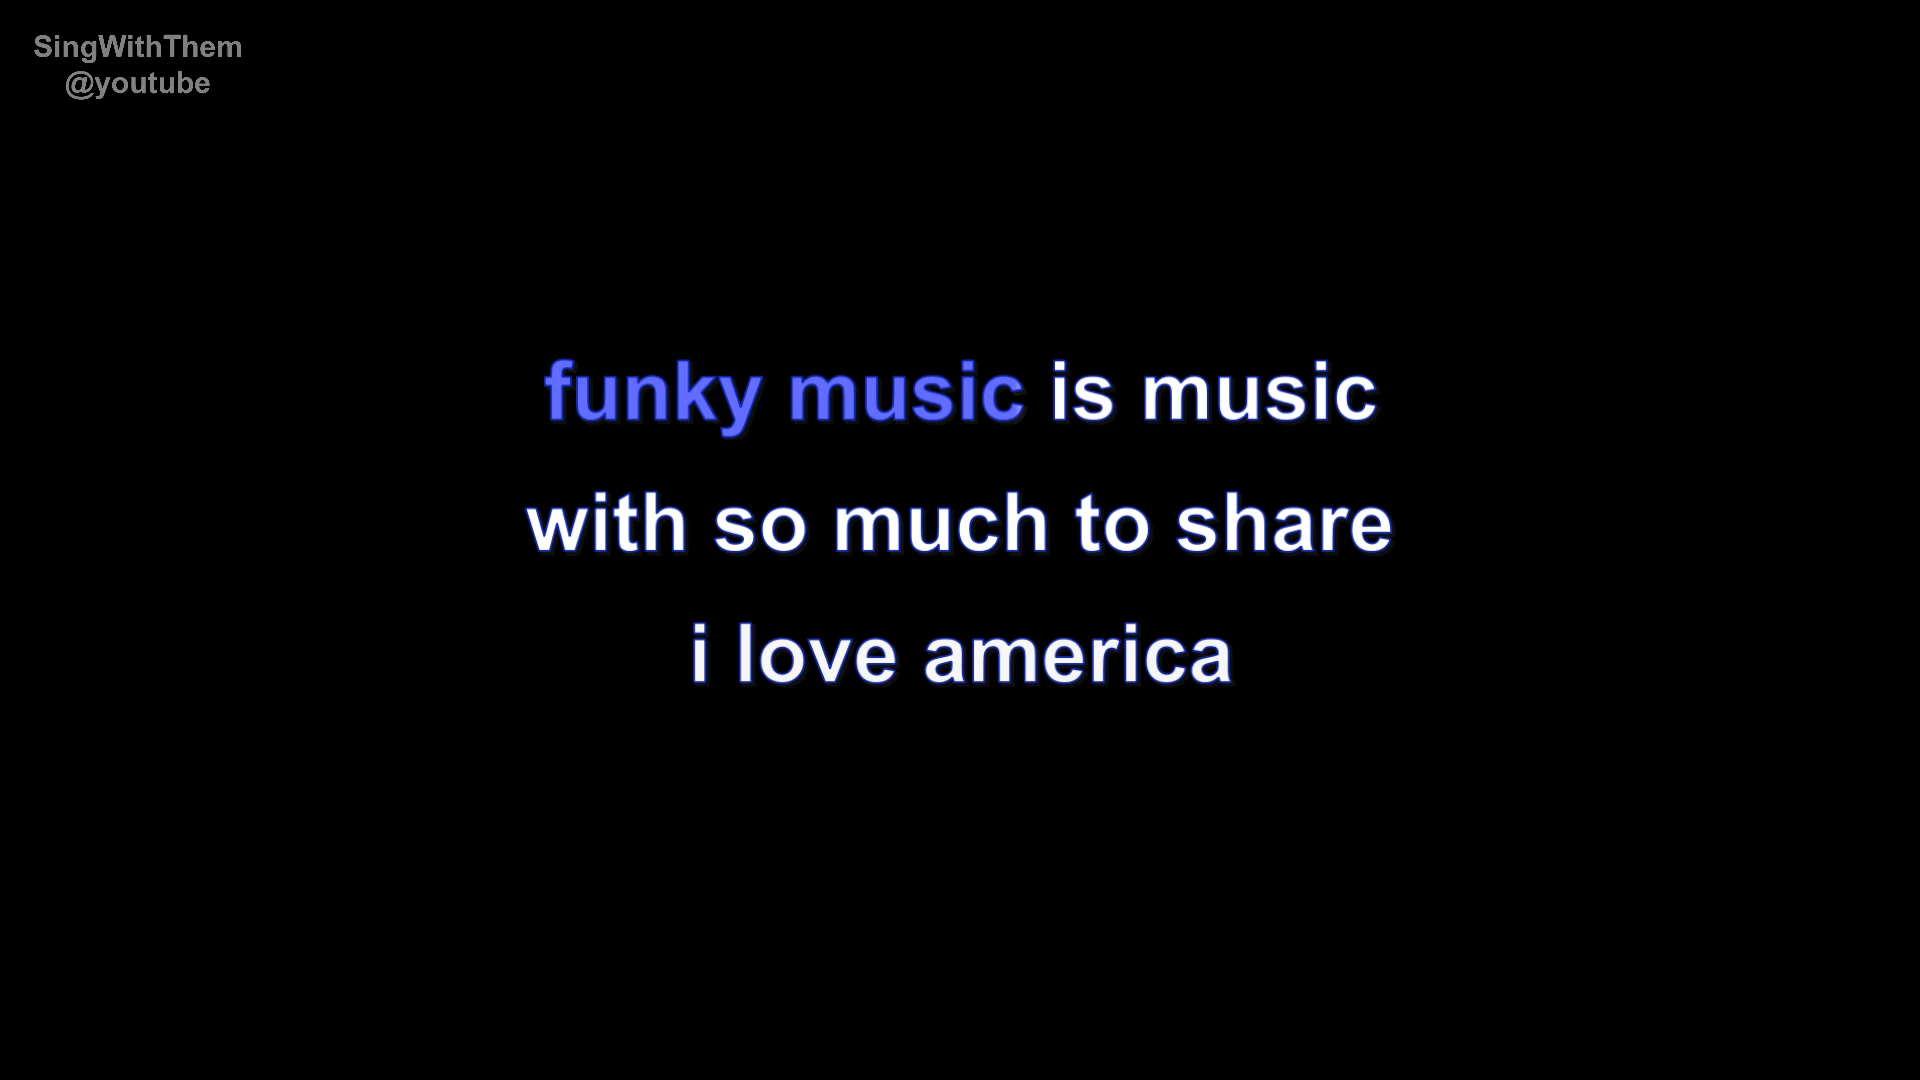 SingWithThem
@youtube
funky music is music
with so much to share
i love america